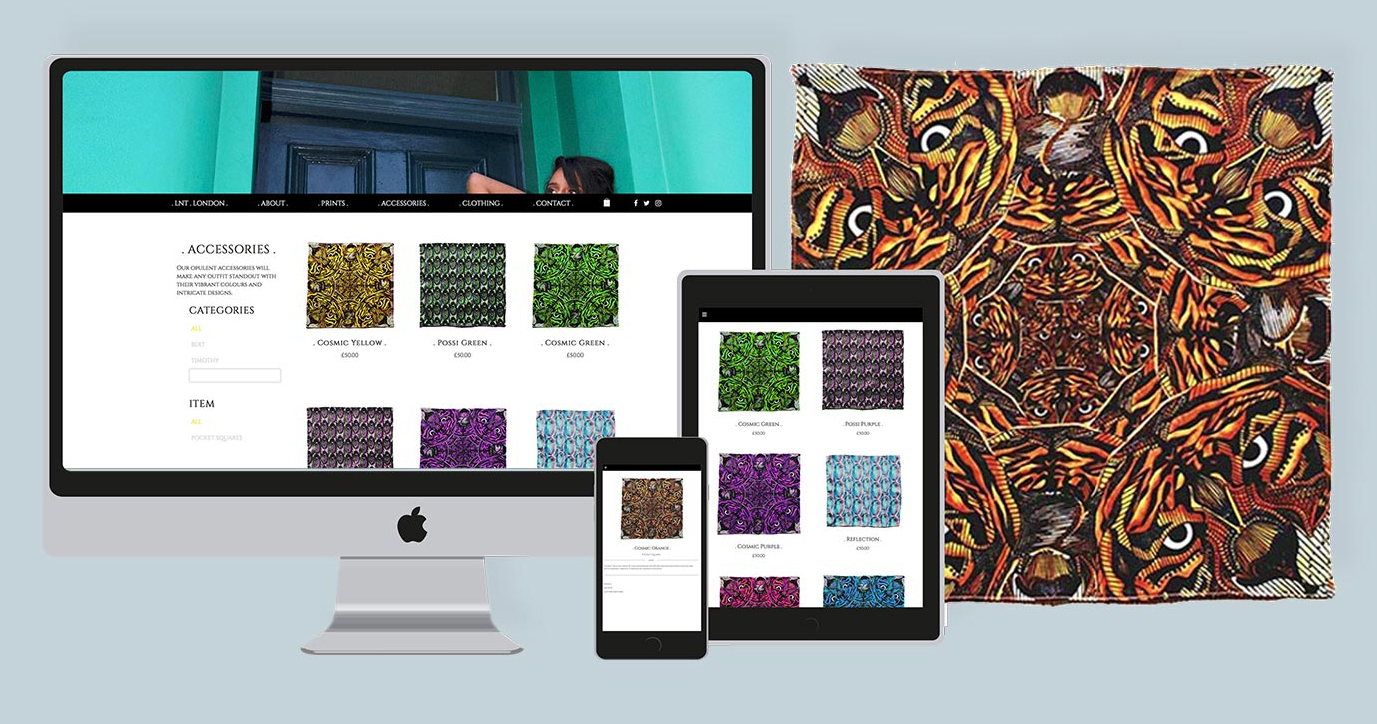 . LNT . LONDON .
. ABOUT .
. PRINTS .
. ACCESSORIES .
. CLOTHING .
. CONTACT .
. ACCESSORIES .
OUR OPULENT ACCESSORIES WILL
MAKE ANY OUTFIT STANDOUT WITH
THEIR VIBRANT COLOURS AND
INTRICATE DESIGNS.
CATEGORIES
ALL
BERT
TIMOTHY
ITEM
ALL
POCKET SQUARE
. COSMIC YELLOW .
£50.00
. POSSI GREEN .
£50.00
. COSMIC GREEN .
£50.00
. COSMIC ORANGE .
. COSMIC GREEN .
£50.00
. POSSI PURPLE .
£50.00
. COSMIC PURPLE .
£50.00
. REFLECTION .
£50.00